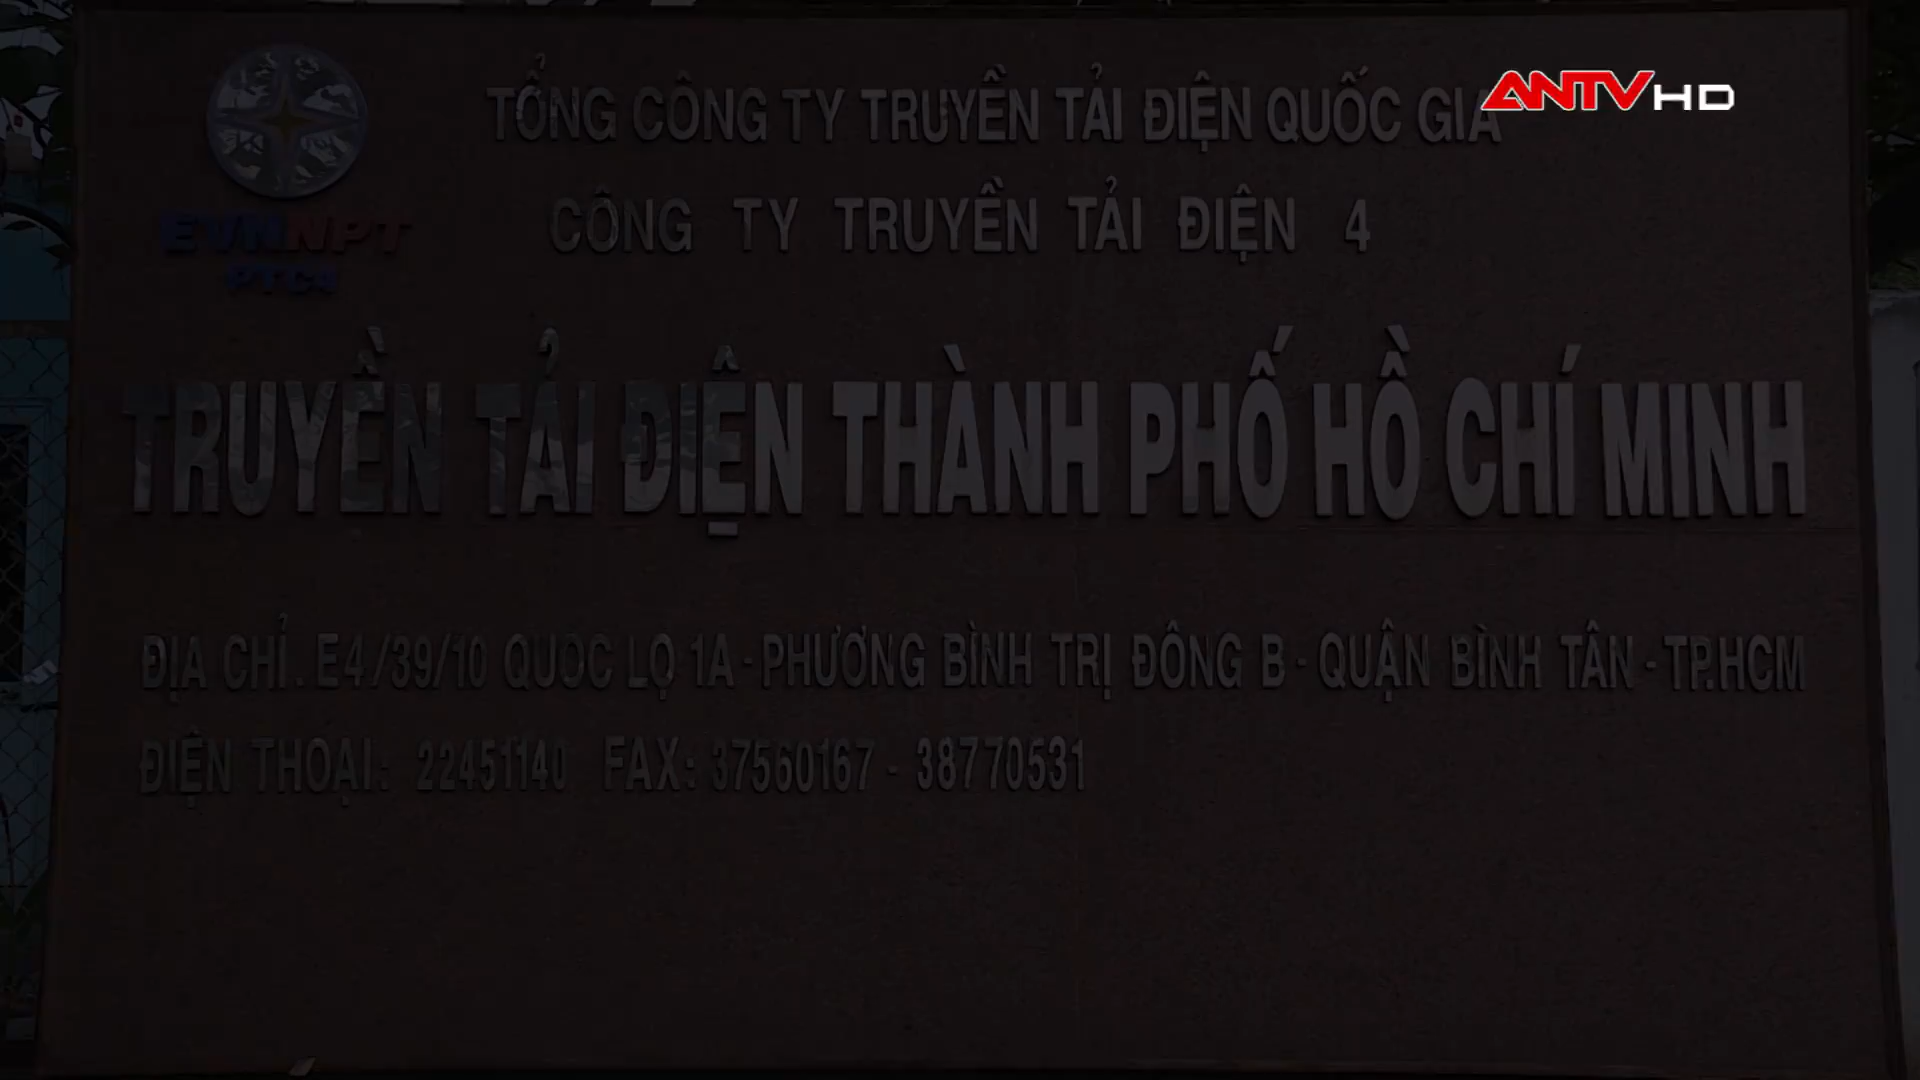 ANTV HD
TỔNG CÔNG TY TRUYỀN TẢI ĐIỆN QUỐC GIA
CÔNG TY TRUYỀN TẢI ĐIỆN 4
EVNNPT
PTC4
TRUYỀN TẢI ĐIỆN THÀNH PHỐ HỒ CHÍ MINH
ĐỊA CHỈ. E4/39/10 QUOC LỘ 1A - PHƯƠNG BÌNH TRỊ ĐÔNG B - QUẬN BÌNH TÂN - TP.HCM
ĐIỆN THOẠI: 22451140 FAX: 37560167 - 38770531